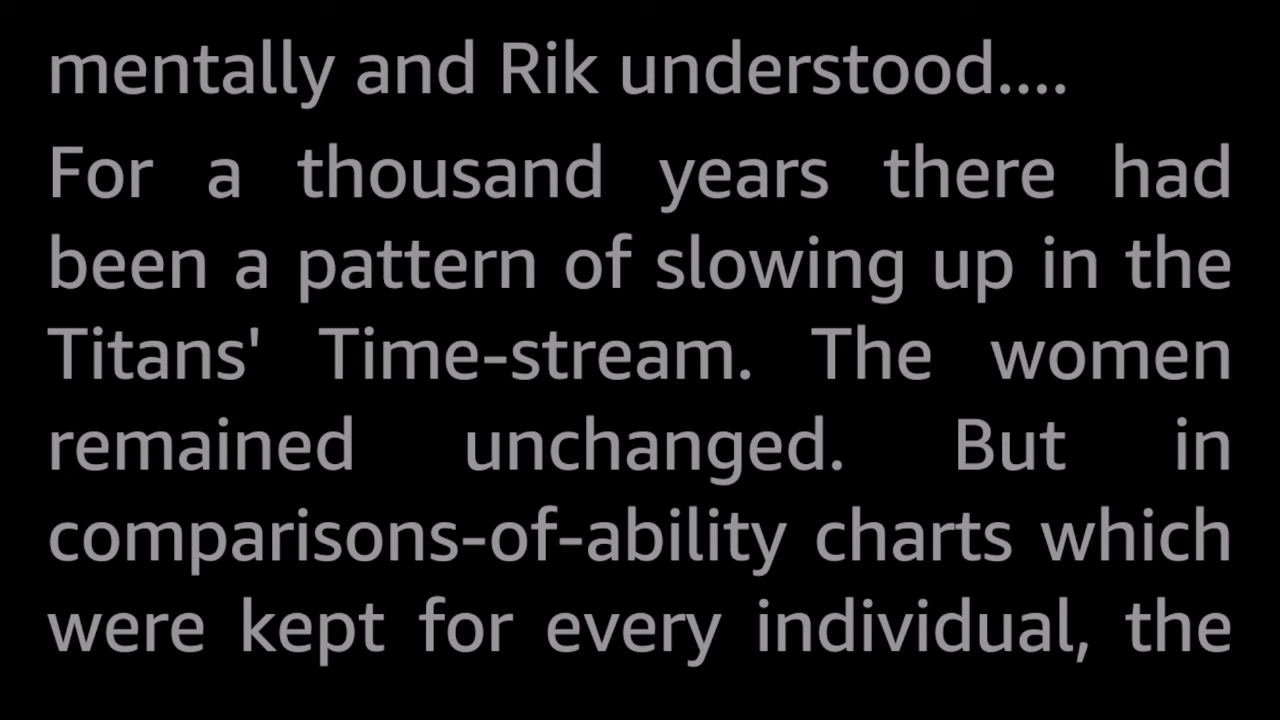 mentally and Rik understood....
For a thousand years there had
been a pattern of slowing up in the
Titans' Time-stream. The women
remained unchanged. But in
comparisons-of-ability charts which
were kept for every individual, the